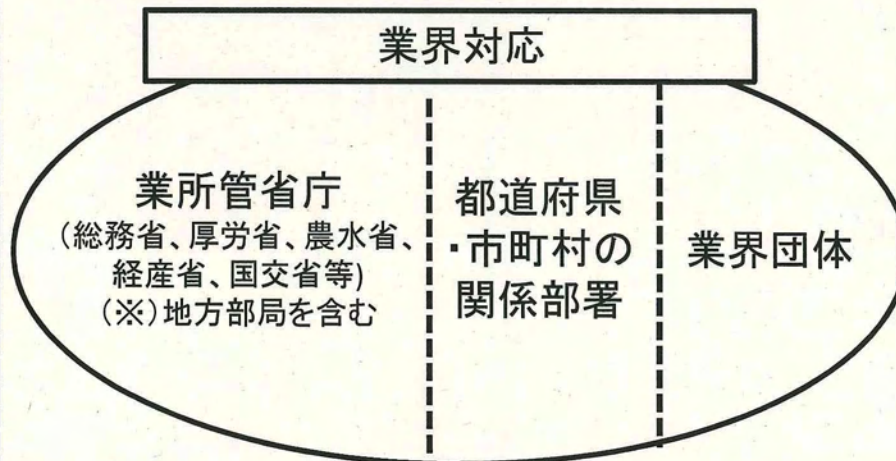 業界対応
業所管省庁
(総務省、厚労省、農水省、
経産省、国交省等)
(※)地方部局を含む
都道府県
・市町村の
関係部署
業界団体